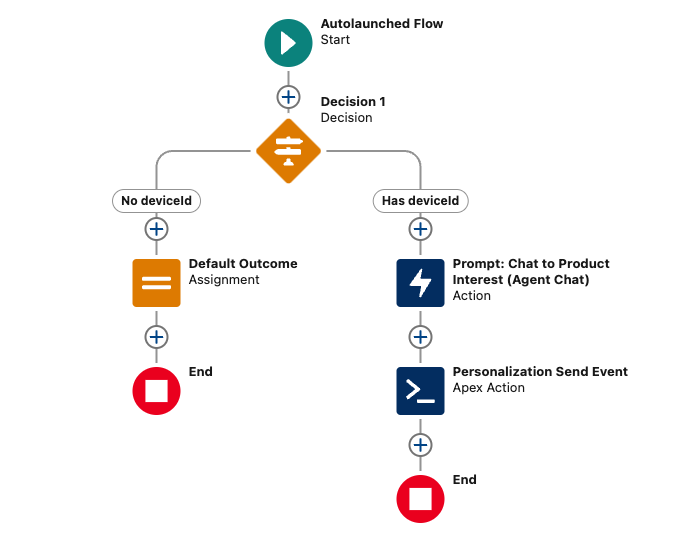 Autolaunched Flow
Start
Decision 1
Decision
No deviceId
Has deviceId
Default Outcome
Assignment
Prompt: Chat to Product
Interest (Agent Chat)
Action
End
Personalization Send Event
Apex Action
End